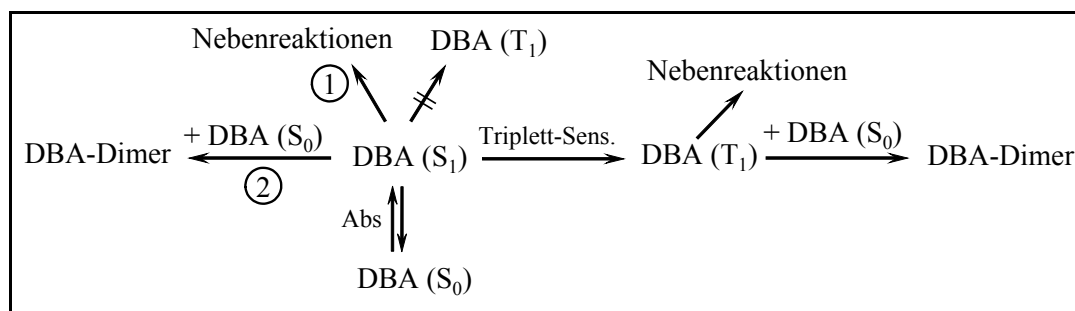 Nebenreaktionen DBA (T₁)
① Nebenreaktionen
+ DBA (S₀) Triplett-Sens. + DBA (S₀)
DBA-Dimer DBA (S₁) DBA (T₁) DBA-Dimer
②
Abs
DBA (S₀)